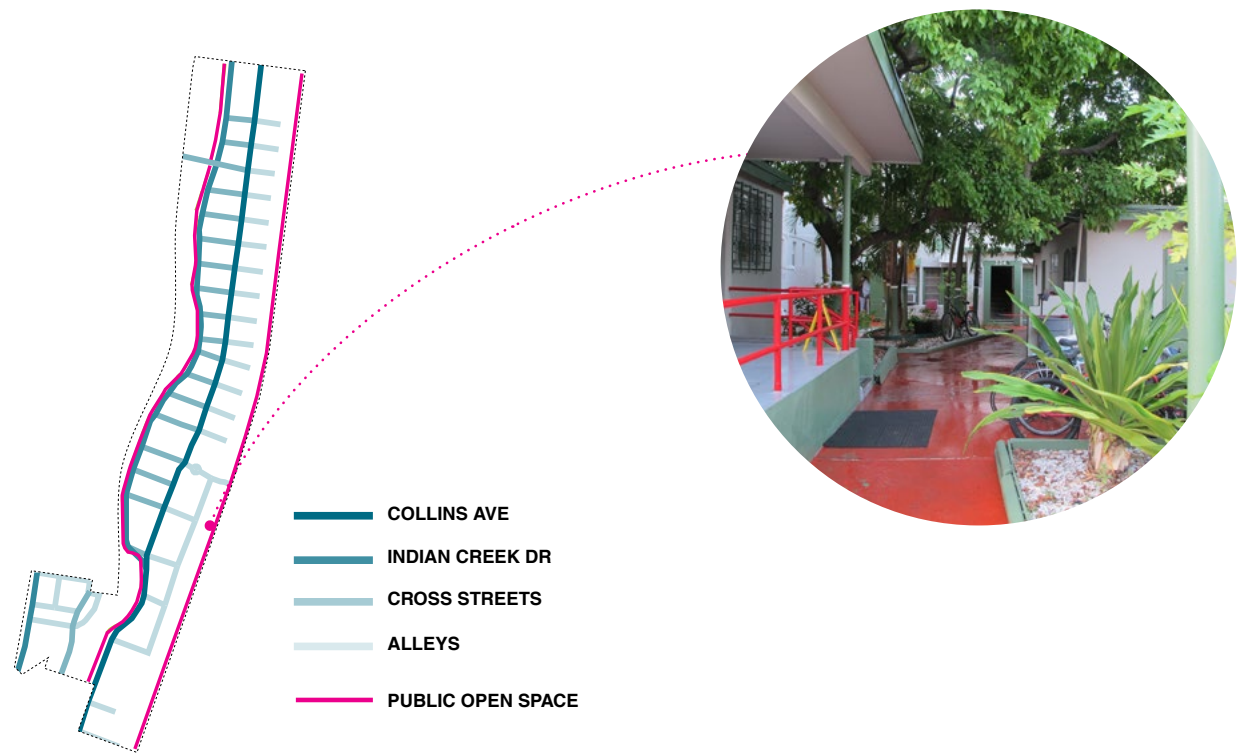 COLLINS AVE
INDIAN CREEK DR
CROSS STREETS
ALLEYS
PUBLIC OPEN SPACE